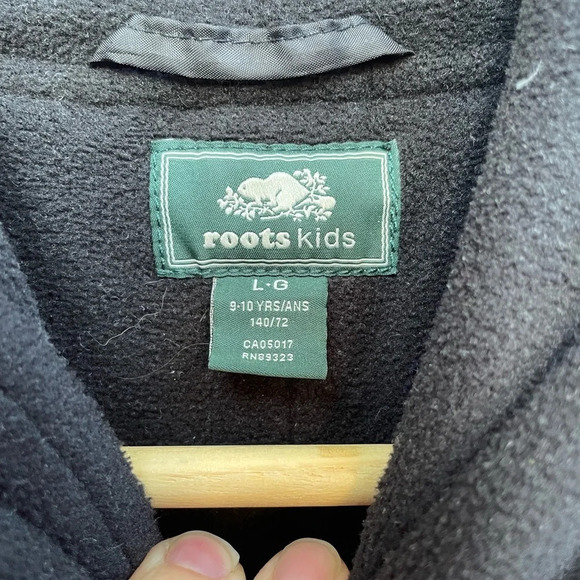 roots kids
L·G
9-10 YRS/ANS
140/72
CA05017
RN89323